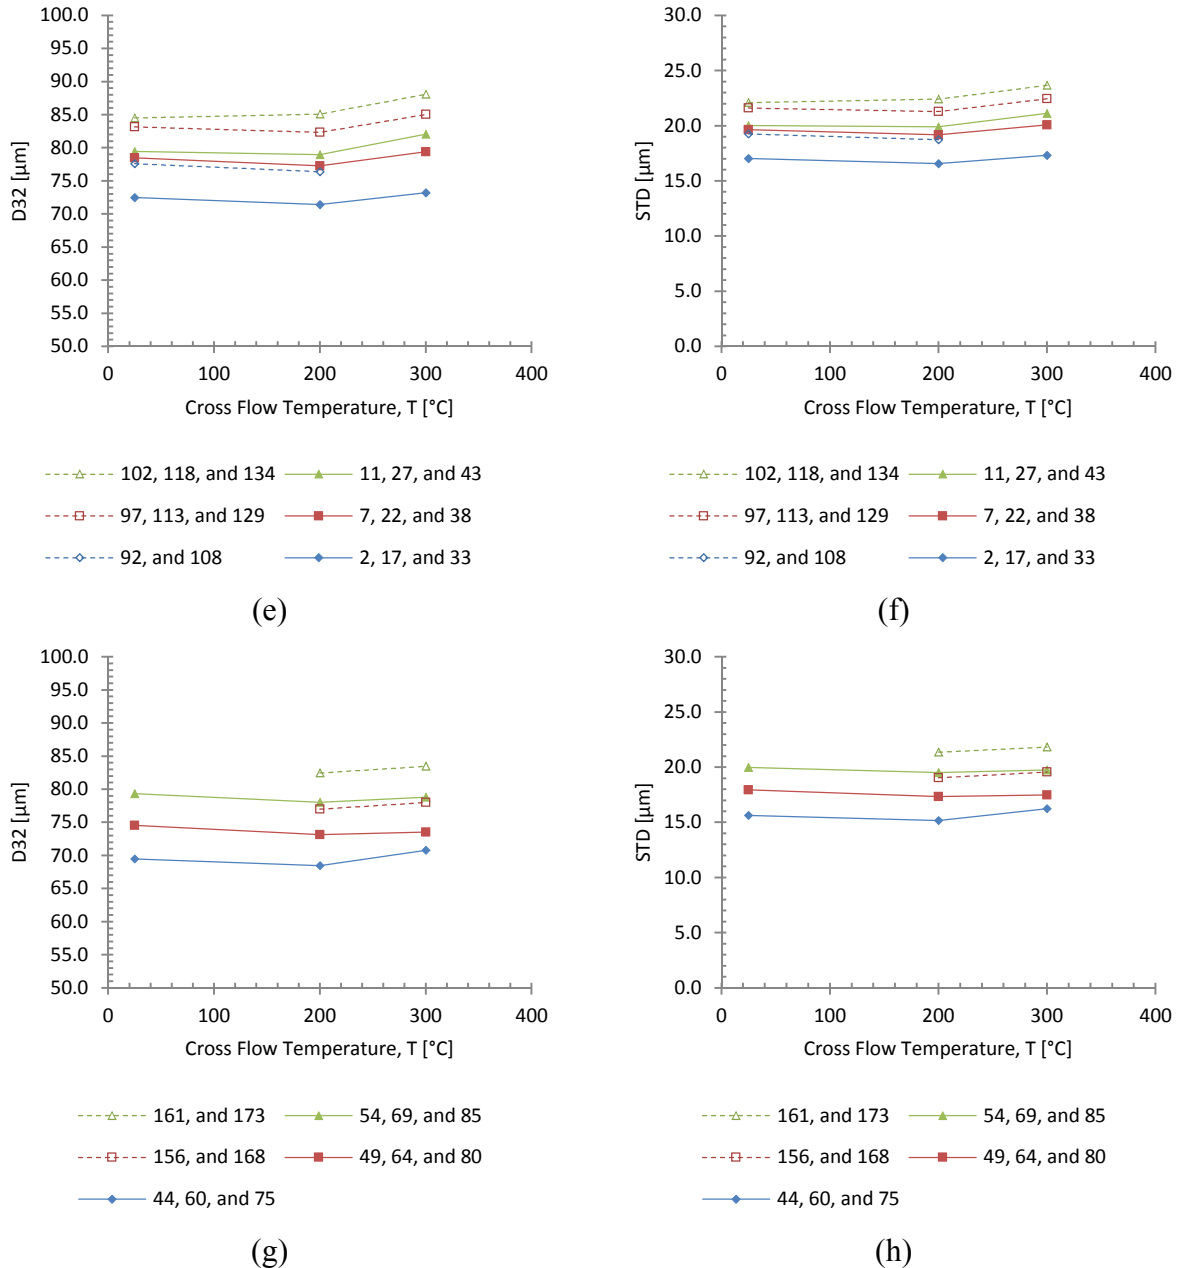 100.0
95.0
90.0
85.0
80.0
75.0
70.0
65.0
60.0
55.0
50.0
D32 [µm]
0 100 200 300 400
Cross Flow Temperature, T [°C]
102, 118, and 134 11, 27, and 43
97, 113, and 129 7, 22, and 38
92, and 108 2, 17, and 33
(e)
30.0
25.0
20.0
15.0
10.0
5.0
0.0
STD [µm]
0 100 200 300 400
Cross Flow Temperature, T [°C]
102, 118, and 134 11, 27, and 43
97, 113, and 129 7, 22, and 38
92, and 108 2, 17, and 33
(f)
100.0
95.0
90.0
85.0
80.0
75.0
70.0
65.0
60.0
55.0
50.0
D32 [µm]
0 100 200 300 400
Cross Flow Temperature, T [°C]
161, and 173 54, 69, and 85
156, and 168 49, 64, and 80
44, 60, and 75
(g)
30.0
25.0
20.0
15.0
10.0
5.0
0.0
STD [µm]
0 100 200 300 400
Cross Flow Temperature, T [°C]
161, and 173 54, 69, and 85
156, and 168 49, 64, and 80
44, 60, and 75
(h)